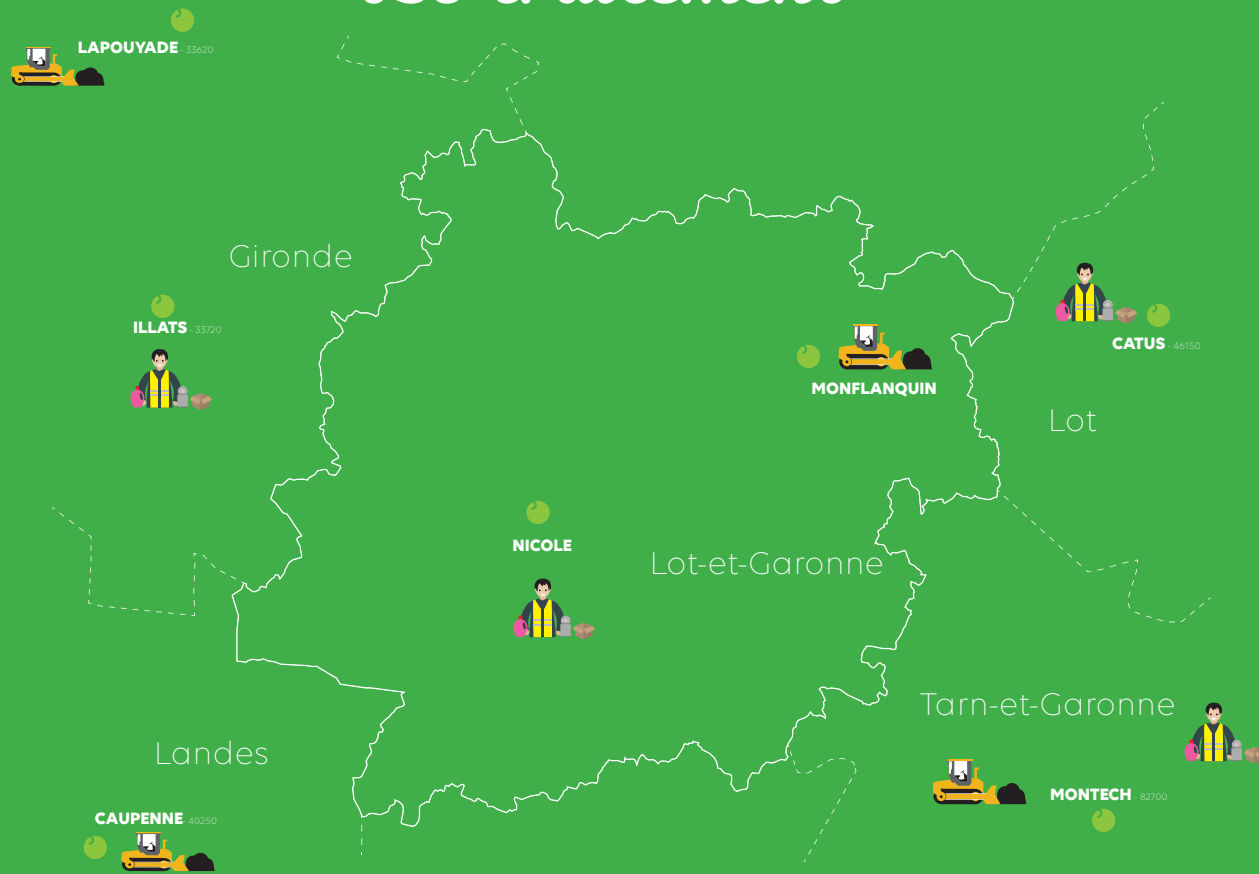 LAPOUYADE - 33620
Gironde
ILLATS - 33720
CATUS - 46150
MONFLANQUIN
Lot
NICOLE
Lot-et-Garonne
Tarn-et-Garonne
Landes
MONTECH - 82700
CAUPENNE - 40250